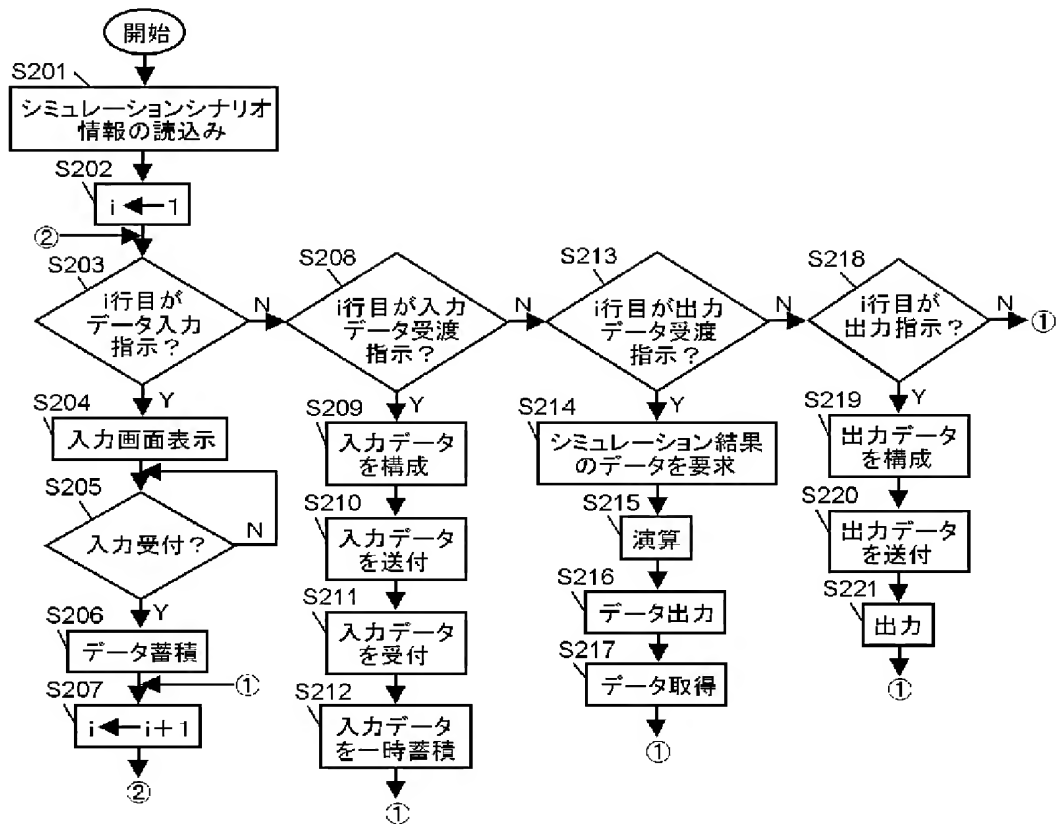 開始
S201
シミュレーションシナリオ
情報の読込み
S202
i ← 1
②
S203
i行目が
データ入力
指示？
N
Y
S204
入力画面表示
S205
入力受付？
N
Y
S206
データ蓄積
①
S207
i ← i+1
②
S208
i行目が入力
データ受渡
指示？
N
Y
S209
入力データ
を構成
S210
入力データ
を送付
S211
入力データ
を受付
S212
入力データ
を一時蓄積
①
S213
i行目が出力
データ受渡
指示？
N
Y
S214
シミュレーション結果
のデータを要求
S215
演算
S216
データ出力
S217
データ取得
①
S218
i行目が
出力指示？
N
①
Y
S219
出力データ
を構成
S220
出力データ
を送付
S221
出力
①